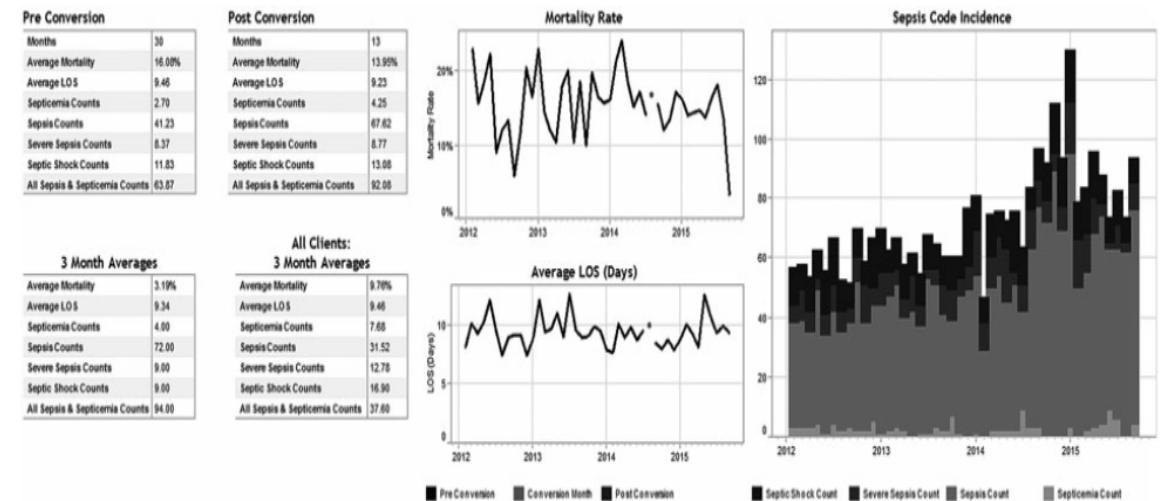 Pre Conversion
Months 30
Average Mortality 16.08%
Average LOS 9.46
Septicemia Counts 2.70
Sepsis Counts 41.23
Severe Sepsis Counts 8.37
Septic Shock Counts 11.83
All Sepsis & Septicemia Counts 63.87
Post Conversion
Months 13
Average Mortality 13.95%
Average LOS 9.23
Septicemia Counts 4.25
Sepsis Counts 67.62
Severe Sepsis Counts 8.77
Septic Shock Counts 13.08
All Sepsis & Septicemia Counts 92.08
3 Month Averages
Average Mortality 3.19%
Average LOS 9.34
Septicemia Counts 4.00
Sepsis Counts 72.00
Severe Sepsis Counts 9.00
Septic Shock Counts 9.00
All Sepsis & Septicemia Counts 94.00
All Clients:
3 Month Averages
Average Mortality 9.76%
Average LOS 9.46
Septicemia Counts 7.68
Sepsis Counts 31.52
Severe Sepsis Counts 12.78
Septic Shock Counts 16.90
All Sepsis & Septicemia Counts 37.60
Mortality Rate
Mortality Rate
20%
10%
0%
2012 2013 2014 2015
Average LOS (Days)
LOS (Days)
10
5
0
2012 2013 2014 2015
Pre Conversion Conversion Month Post Conversion
Sepsis Code Incidence
120
100
80
60
40
20
0
2012 2013 2014 2015
Septic Shock Count Severe Sepsis Count Sepsis Count Septicemia Count